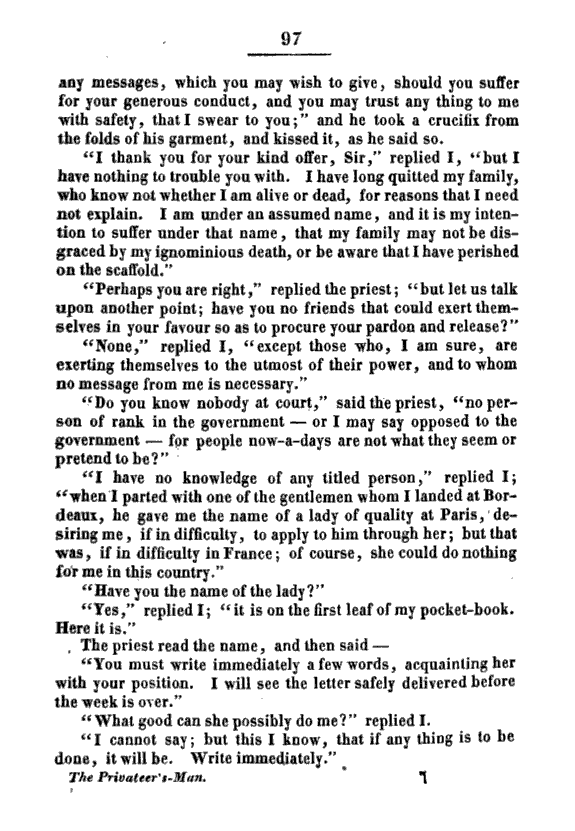 97
any messages, which you may wish to give, should you suffer
for your generous conduct, and you may trust any thing to me
with safety, that I swear to you;" and he took a crucifix from
the folds of his garment, and kissed it, as he said so.
"I thank you for your kind offer, Sir," replied I, "but I
have nothing to trouble you with. I have long quitted my family,
who know not whether I am alive or dead, for reasons that I need
not explain. I am under an assumed name, and it is my inten-
tion to suffer under that name, that my family may not be dis-
graced by my ignominious death, or be aware that I have perished
on the scaffold."
"Perhaps you are right," replied the priest; "but let us talk
upon another point; have you no friends that could exert them-
selves in your favour so as to procure your pardon and release?"
"None," replied I, "except those who, I am sure, are
exerting themselves to the utmost of their power, and to whom
no message from me is necessary."
"Do you know nobody at court," said the priest, "no per-
son of rank in the government — or I may say opposed to the
government — for people now-a-days are not what they seem or
pretend to be?"
"I have no knowledge of any titled person," replied I;
"when I parted with one of the gentlemen whom I landed at Bor-
deaux, he gave me the name of a lady of quality at Paris, de-
siring me, if in difficulty, to apply to him through her; but that
was, if in difficulty in France; of course, she could do nothing
for me in this country."
"Have you the name of the lady?"
"Yes," replied I; "it is on the first leaf of my pocket-book.
Here it is."
The priest read the name, and then said —
"You must write immediately a few words, acquainting her
with your position. I will see the letter safely delivered before
the week is over."
"What good can she possibly do me?" replied I.
"I cannot say; but this I know, that if any thing is to be
done, it will be. Write immediately."
The Privateer's-Man. 7